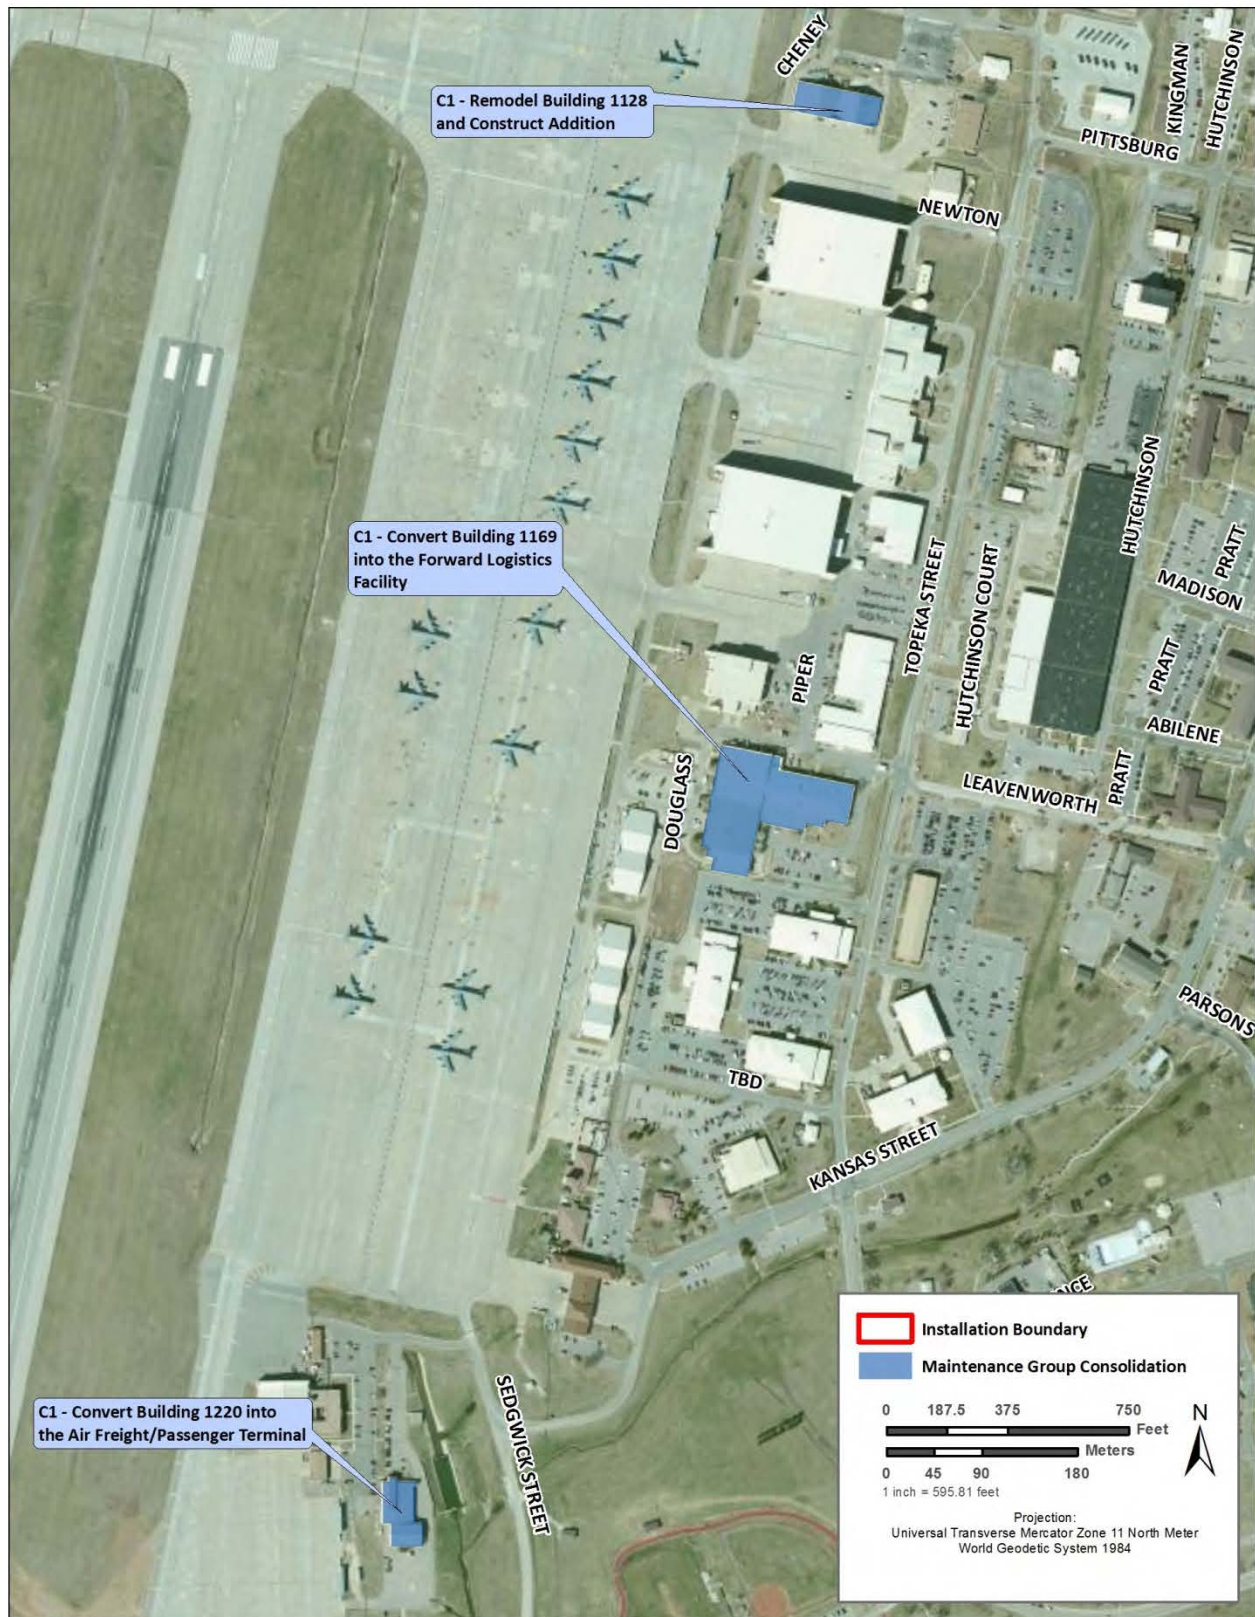 CHENEY
KINGMAN
HUTCHINSON
C1 - Remodel Building 1128
and Construct Addition
PITTSBURG
NEWTON
C1 - Convert Building 1169
into the Forward Logistics
Facility
HUTCHINSON
PRATT
MADISON
TOPEKA STREET
HUTCHINSON COURT
PIPER
PRATT
ABILENE
DOUGLASS
LEAVENWORTH
PRATT
PARSONS
TBD
KANSAS STREET
NCE
Installation Boundary
Maintenance Group Consolidation
0 187.5 375 750
Feet
Meters
0 45 90 180
1 inch = 595.81 feet
N
Projection:
Universal Transverse Mercator Zone 11 North Meter
World Geodetic System 1984
SEDGWICK STREET
C1 - Convert Building 1220 into
the Air Freight/Passenger Terminal